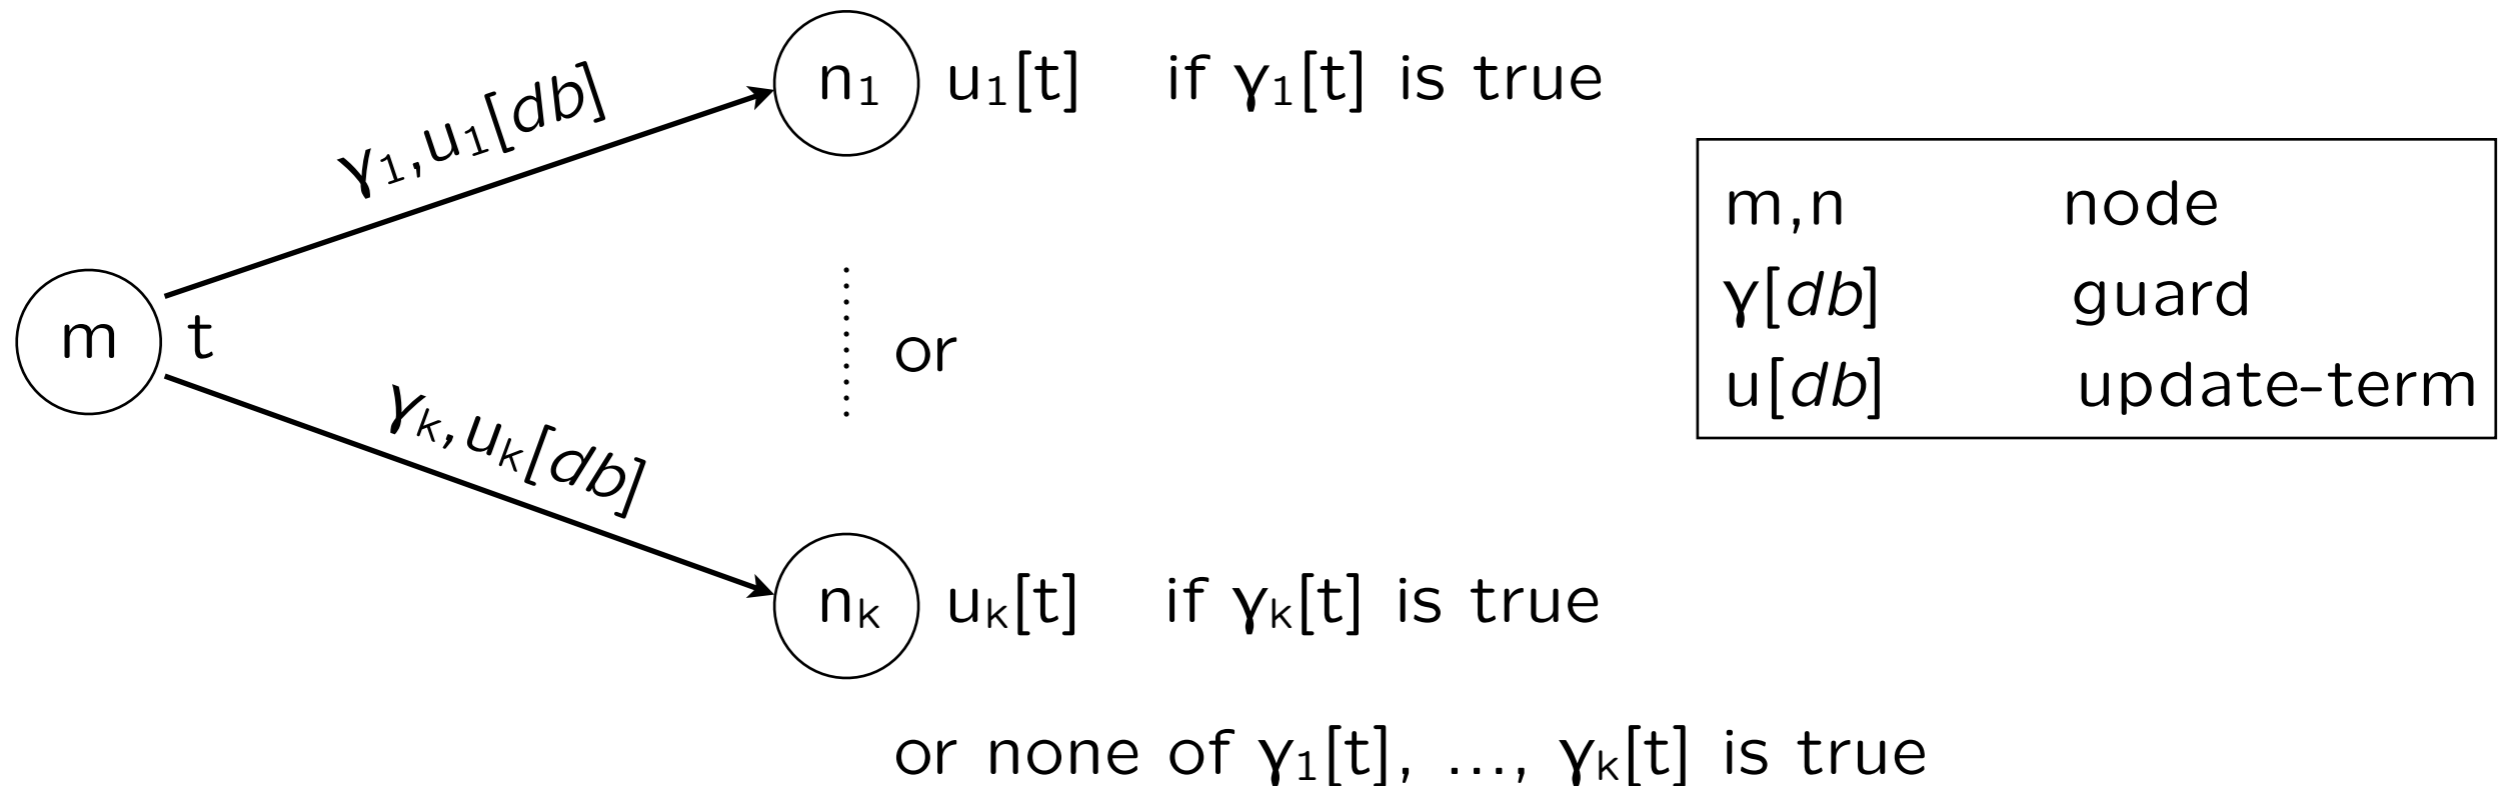 n₁ u₁[t] if γ₁[t] is true
γ₁,u₁[db]
m t
or
γₖ,uₖ[db]
nₖ uₖ[t] if γₖ[t] is true
or none of γ₁[t], ..., γₖ[t] is true
m,n node
γ[db] guard
u[db] update-term